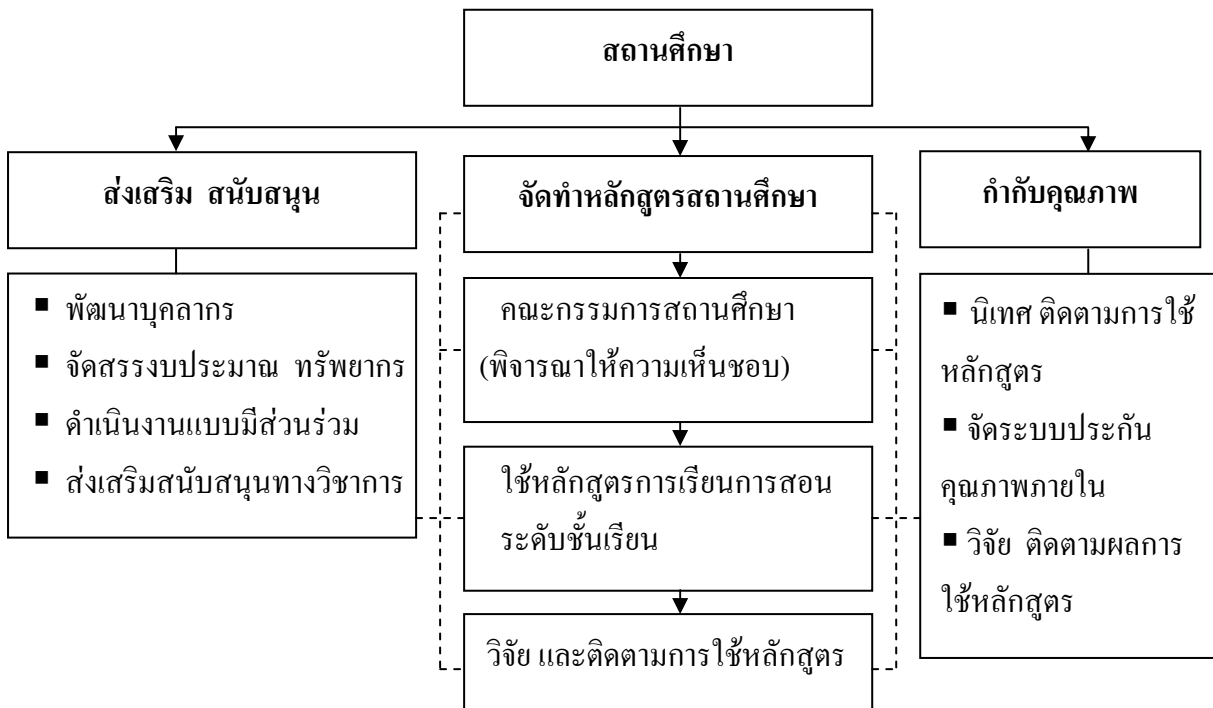 สถานศึกษา
ส่งเสริม สนับสนุน
จัดทำหลักสูตรสถานศึกษา
กำกับคุณภาพ
▪ พัฒนาบุคลากร
▪ จัดสรรงบประมาณ ทรัพยากร
▪ ดำเนินงานแบบมีส่วนร่วม
▪ ส่งเสริมสนับสนุนทางวิชาการ
คณะกรรมการสถานศึกษา
(พิจารณาให้ความเห็นชอบ)
ใช้หลักสูตรการเรียนการสอน
ระดับชั้นเรียน
วิจัย และติดตามการใช้หลักสูตร
▪ นิเทศ ติดตามการใช้
หลักสูตร
▪ จัดระบบประกัน
คุณภาพภายใน
▪ วิจัย ติดตามผลการ
ใช้หลักสูตร